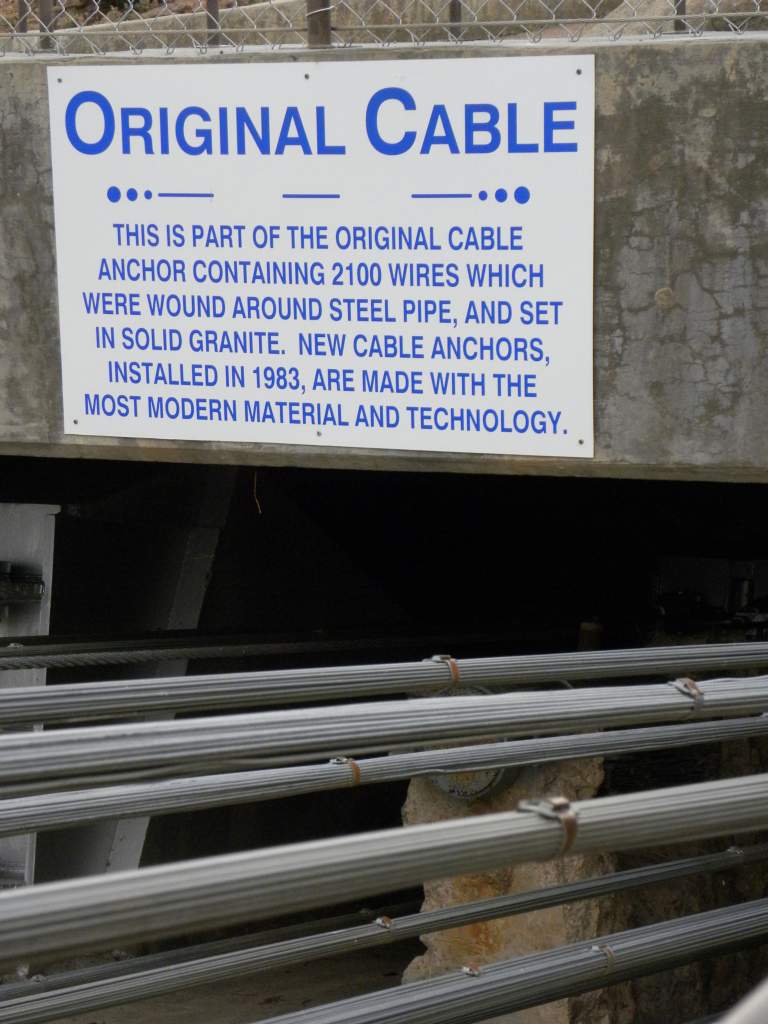 ORIGINAL CABLE
THIS IS PART OF THE ORIGINAL CABLE
ANCHOR CONTAINING 2100 WIRES WHICH
WERE WOUND AROUND STEEL PIPE, AND SET
IN SOLID GRANITE. NEW CABLE ANCHORS,
INSTALLED IN 1983, ARE MADE WITH THE
MOST MODERN MATERIAL AND TECHNOLOGY.